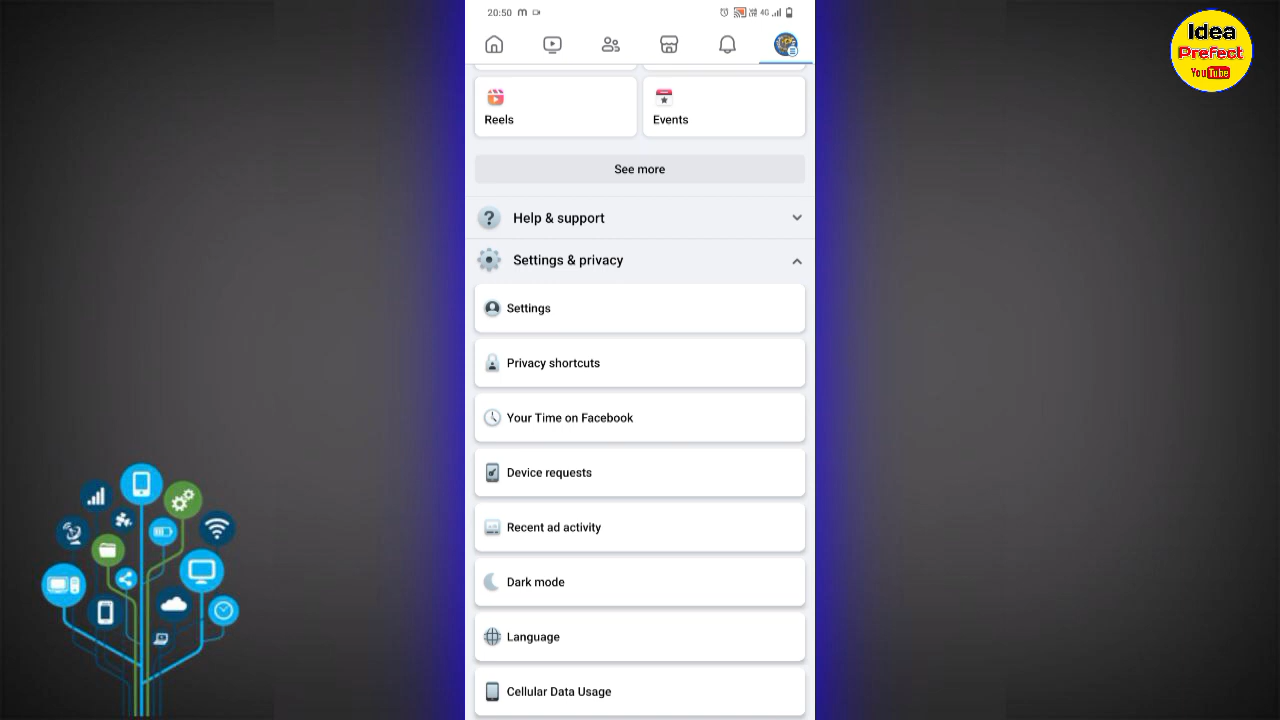 20:50
4G
Idea
Prefect
YouTube
Reels
Events
See more
Help & support
Settings & privacy
Settings
Privacy shortcuts
Your Time on Facebook
Device requests
Recent ad activity
Dark mode
Language
Cellular Data Usage